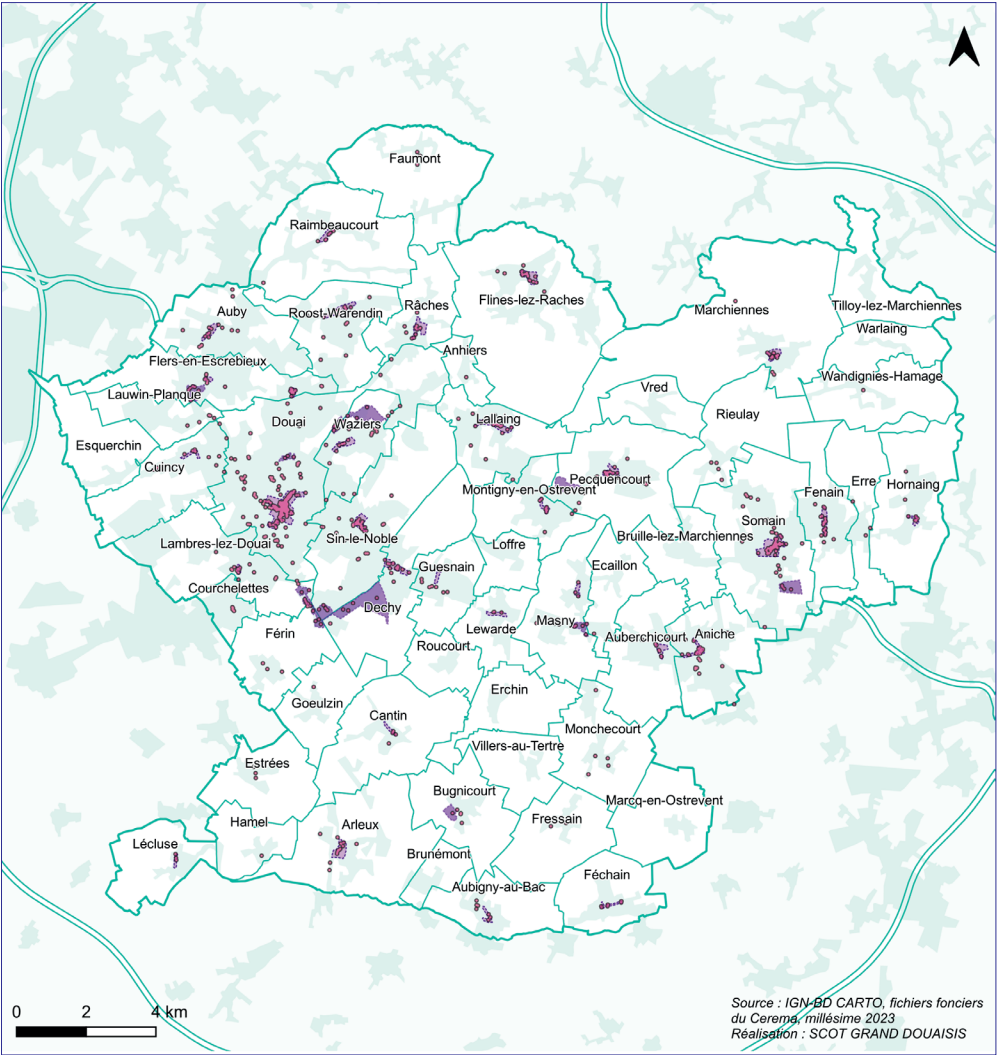 Faumont
Raimbeaucourt
Flines-lez-Raches
Marchiennes
Tilloy-lez-Marchiennes
Auby
Roost-Warendin
Râches
Warlaing
Anhiers
Flers-en-Escrebieux
Wandignies-Hamage
Lauwin-Planque
Vred
Rieulay
Douai
Waziers
Lallaing
Esquerchin
Cuincy
Pecquencourt
Montigny-en-Ostrevent
Erre
Hornaing
Fenain
Somain
Bruille-lez-Marchiennes
Lambres-lez-Douai
Sin-le-Noble
Loffre
Guesnain
Ecaillon
Courchelettes
Dechy
Masny
Lewarde
Férin
Auberchicourt
Aniche
Roucourt
Erchin
Goeulzin
Cantin
Monchecourt
Villers-au-Tertre
Estrées
Bugnicourt
Marcq-en-Ostrevent
Hamel
Arleux
Fressain
Lécluse
Brunémont
Aubigny-au-Bac
Féchain
0 2 4 km
Source : IGN-BD CARTO, fichiers fonciers
du Cerema, millésime 2023
Réalisation : SCOT GRAND DOUAISIS